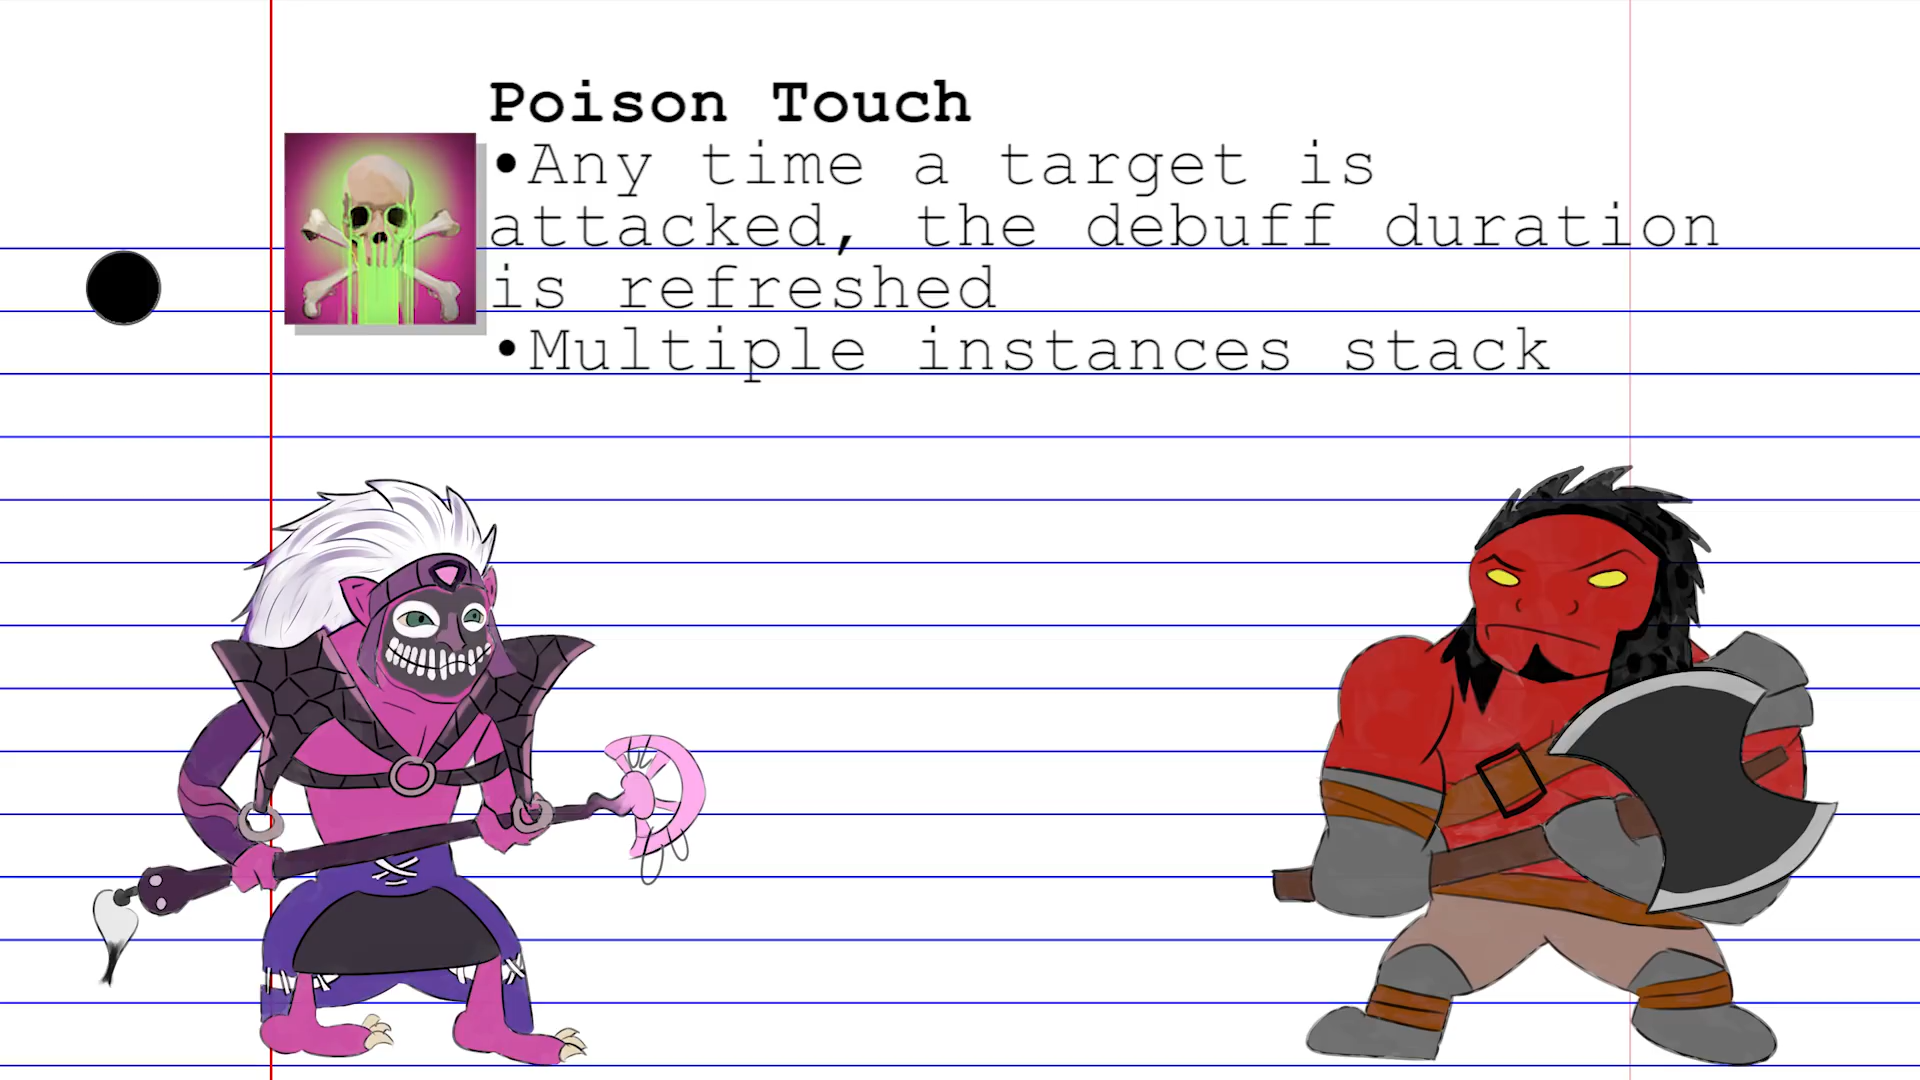 Poison Touch
•Any time a target is
attacked, the debuff duration
is refreshed
•Multiple instances stack